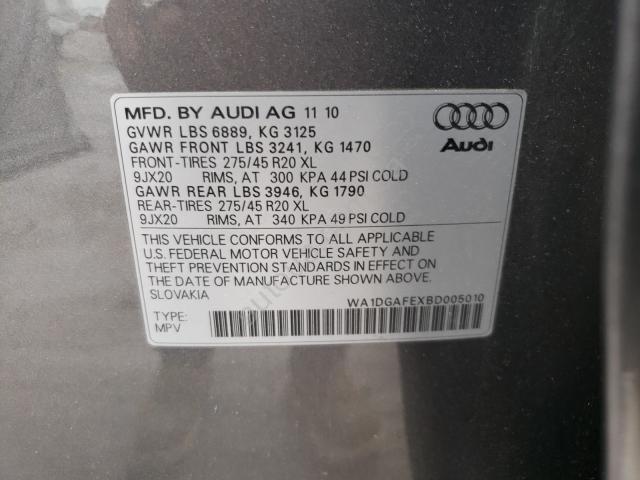 MFD. BY AUDI AG 11 10
GVWR LBS 6889, KG 3125
GAWR FRONT LBS 3241, KG 1470
FRONT-TIRES 275/45 R20 XL
9JX20 RIMS, AT 300 KPA 44 PSI COLD
GAWR REAR LBS 3946, KG 1790
REAR-TIRES 275/45 R20 XL
9JX20 RIMS, AT 340 KPA 49 PSI COLD
Audi
THIS VEHICLE CONFORMS TO ALL APPLICABLE
U.S. FEDERAL MOTOR VEHICLE SAFETY AND
THEFT PREVENTION STANDARDS IN EFFECT ON
THE DATE OF MANUFACTURE SHOWN ABOVE.
SLOVAKIA
WA1DGAFEXBD005010
TYPE:
MPV